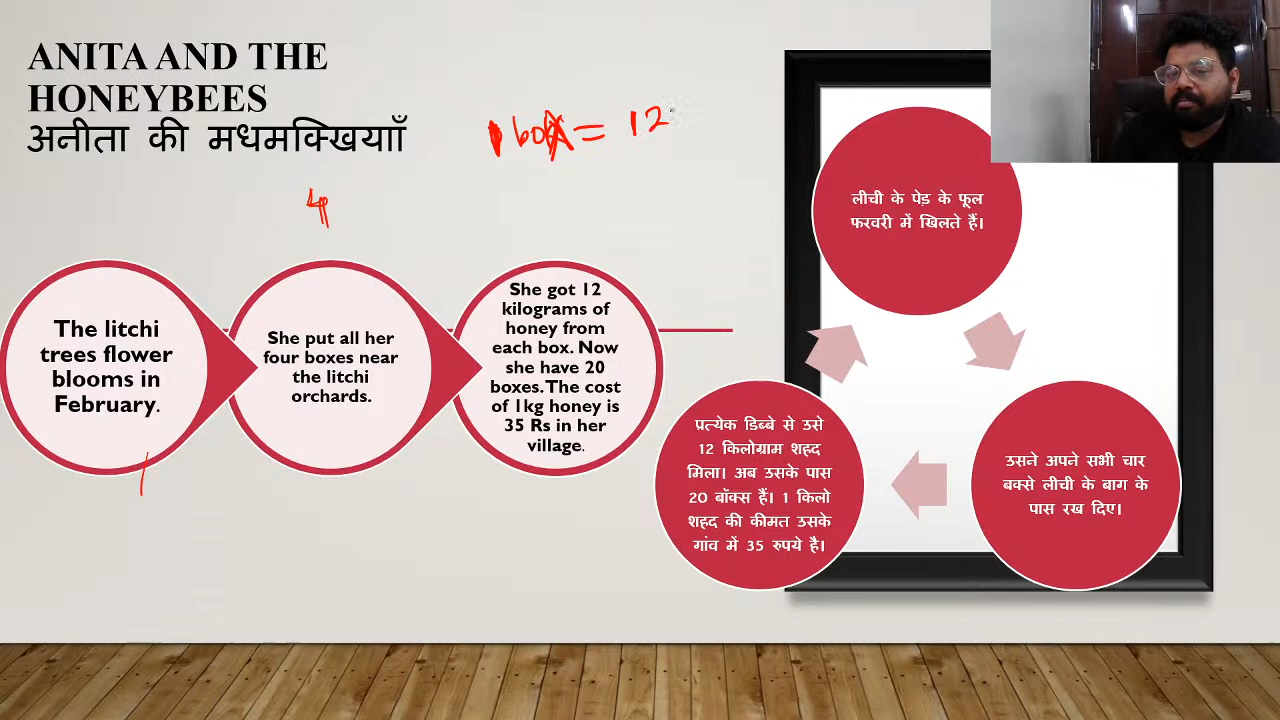 ANITA AND THE
HONEYBEES
अनीता की मधमक्खियााँ
1 box = 12
4
The litchi
trees flower
blooms in
February.
She put all her
four boxes near
the litchi
orchards.
She got 12
kilograms of
honey from
each box. Now
she have 20
boxes. The cost
of 1kg honey is
35 Rs in her
village.
लीची के पेड़ के फूल
फरवरी में खिलते हैं।
उसने अपने सभी चार
बक्से लीची के बाग के
पास रख दिए।
प्रत्येक डिब्बे से उसे
12 किलोग्राम शहद
मिला। अब उसके पास
20 बॉक्स हैं। 1 किलो
शहद की कीमत उसके
गांव में 35 रुपये है।